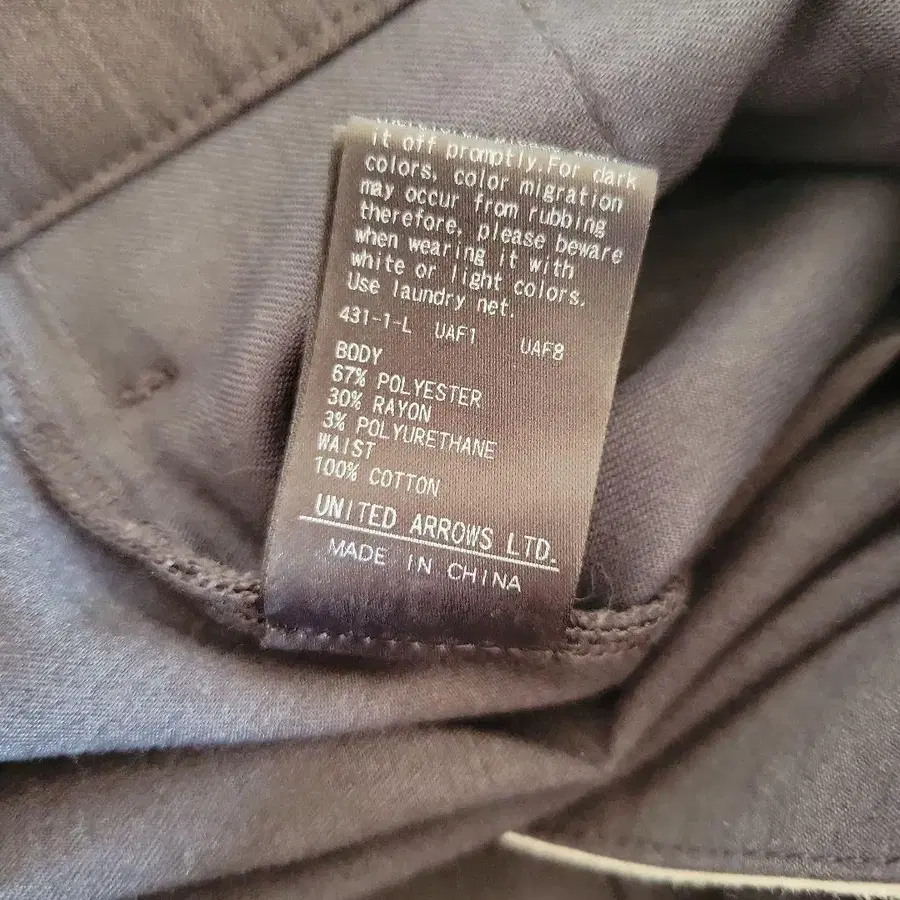 it off promptly.For dark
colors, color migration
may occur from rubbing
therefore, please beware
when wearing it with
white or light colors.
Use laundry net.
431-1-L UAF1 UAF8
BODY
67% POLYESTER
30% RAYON
3% POLYURETHANE
WAIST
100% COTTON
UNITED ARROWS LTD.
MADE IN CHINA